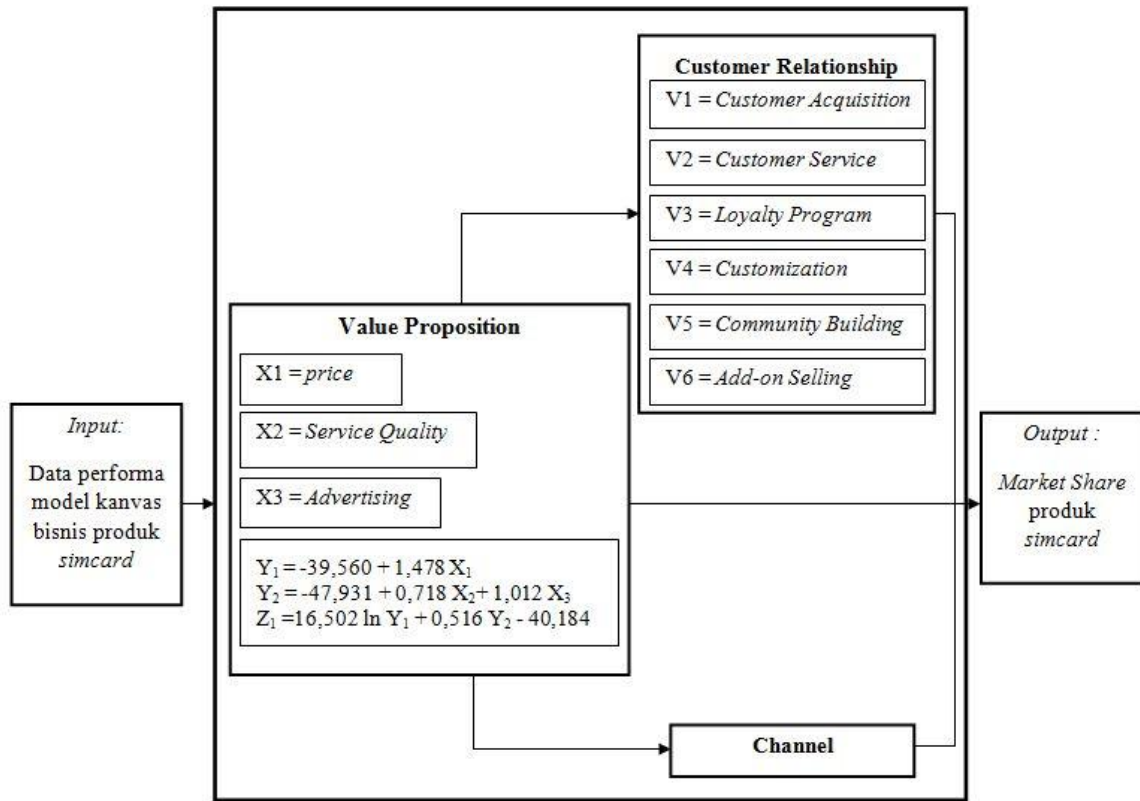 Customer Relationship
V1 = Customer Acquisition
V2 = Customer Service
V3 = Loyalty Program
V4 = Customization
V5 = Community Building
V6 = Add-on Selling
Value Proposition
X1 = price
X2 = Service Quality
X3 = Advertising
Y₁ = -39,560 + 1,478 X₁
Y₂ = -47,931 + 0,718 X₂+ 1,012 X₃
Z₁ =16,502 ln Y₁ + 0,516 Y₂ - 40,184
Input:
Data performa
model kanvas
bisnis produk
simcard
Output :
Market Share
produk
simcard
Channel